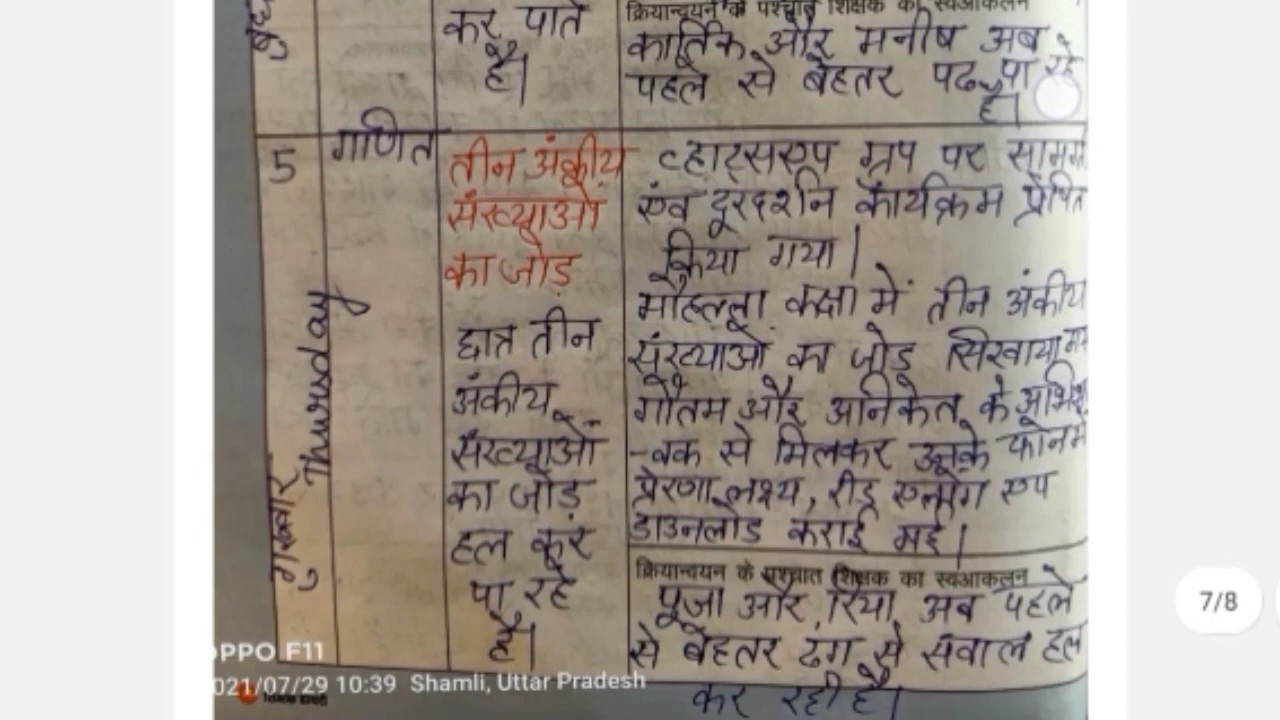 कर पाते
है।
क्रियान्वयन के पश्चात शिक्षक का स्वआकलन
कार्तिक और मनीष अब
पहले से बेहतर पढ पा रहे
है।
5
गणित
गुरूवार
Thursday
तीन अंकीय
संख्याओं
का जोड़
छात्र तीन
अंकीय
संख्याओं
का जोड़
हल कर
पा रहे
है।
व्हाट्सएप ग्रुप पर
एंव दूरदर्शन कार्यक्रम प्रेषित
किया गया।
मोहल्ला कक्षा में तीन अंकीय
संख्याओं का जोड़ सिखाया
गौतम और अनिकेत के
-वक से मिलकर उनके फोन में
प्रेरणा लक्ष्य, रीड एलोंग एप
डाउनलोड कराई गई।
क्रियान्वयन के पश्चात शिक्षक का स्वआकलन
पूजा और रिया अब पहले
से बेहतर ढंग से सवाल हल
कर रही है।
OPPO F11
021/07/29 10:39 Shamli, Uttar Pradesh
7/8